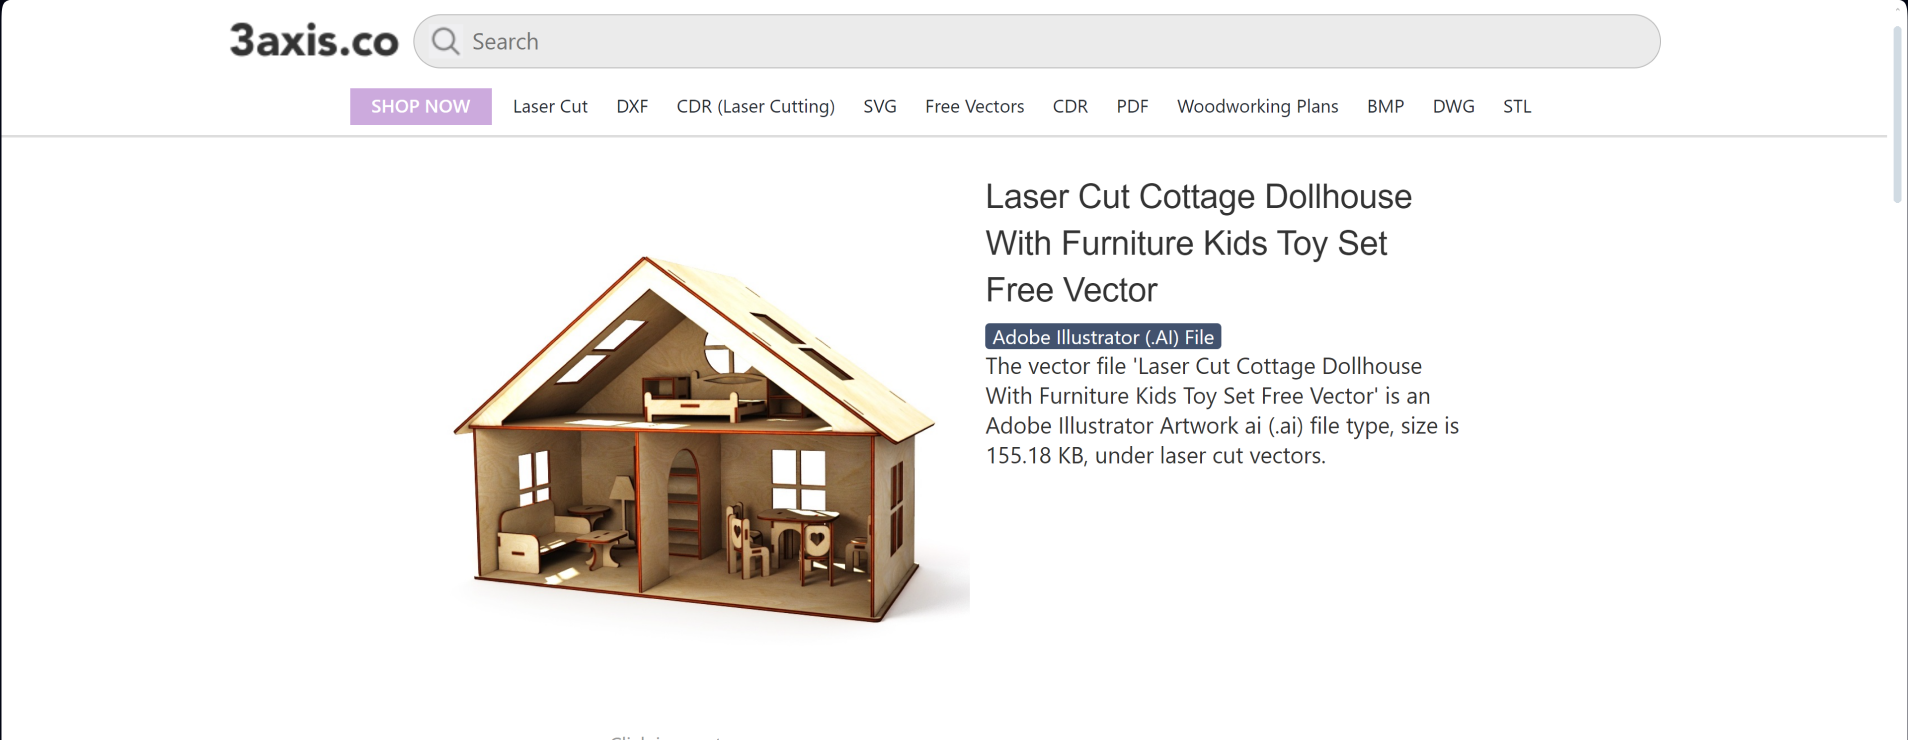 3axis.co
Search
SHOP NOW Laser Cut DXF CDR (Laser Cutting) SVG Free Vectors CDR PDF Woodworking Plans BMP DWG STL
Laser Cut Cottage Dollhouse
With Furniture Kids Toy Set
Free Vector
Adobe Illustrator (.AI) File
The vector file 'Laser Cut Cottage Dollhouse
With Furniture Kids Toy Set Free Vector' is an
Adobe Illustrator Artwork ai (.ai) file type, size is
155.18 KB, under laser cut vectors.